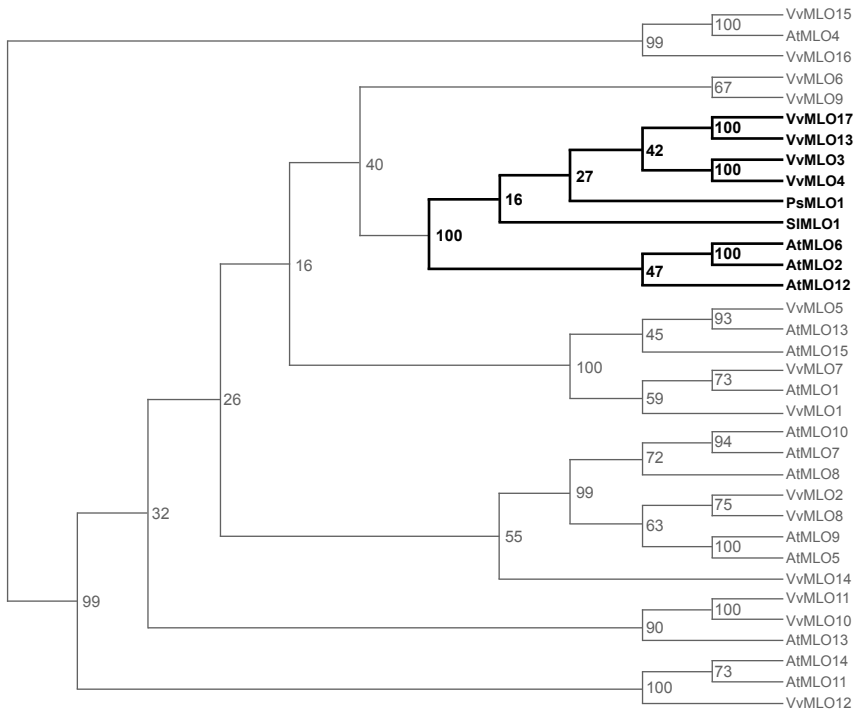 VvMLO15
100
AtMLO4
99
VvMLO16
VvMLO6
67
VvMLO9
VvMLO17
100
VvMLO13
42
VvMLO3
40
100
27
VvMLO4
16
PsMLO1
SlMLO1
100
AtMLO6
100
AtMLO2
16
47
AtMLO12
VvMLO5
93
AtMLO13
45
AtMLO15
100
VvMLO7
73
AtMLO1
26
59
VvMLO1
AtMLO10
94
AtMLO7
72
AtMLO8
99
VvMLO2
75
32
VvMLO8
63
55
AtMLO9
100
AtMLO5
VvMLO14
99
VvMLO11
100
VvMLO10
90
AtMLO13
AtMLO14
73
AtMLO11
100
VvMLO12